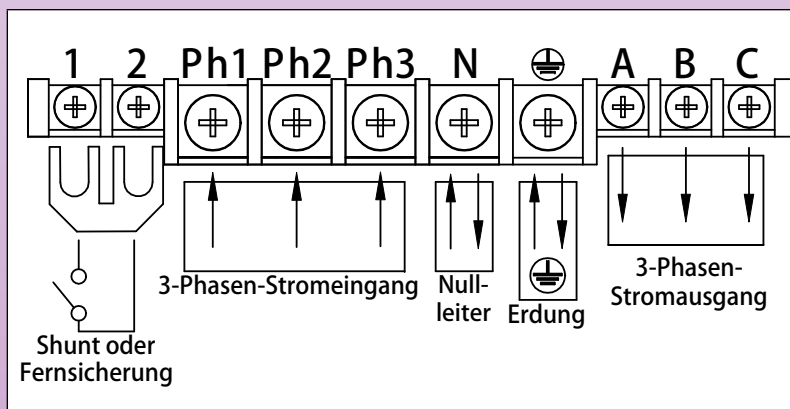 1 2 Ph1 Ph2 Ph3 N A B C
3-Phasen-Stromeingang
Null-
leiter
Erdung
3-Phasen-
Stromausgang
Shunt oder
Fernsicherung